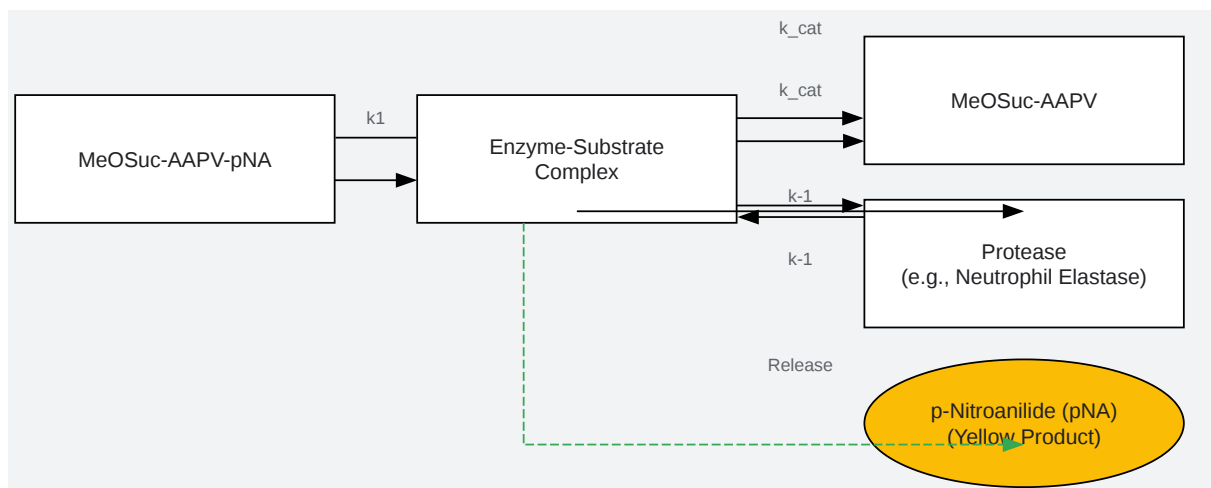 k_cat
k_cat
MeOSuc-AAPV
k1
MeOSuc-AAPV-pNA
Enzyme-Substrate
Complex
k-1
k-1
Protease
(e.g., Neutrophil Elastase)
Release
p-Nitroanilide (pNA)
(Yellow Product)